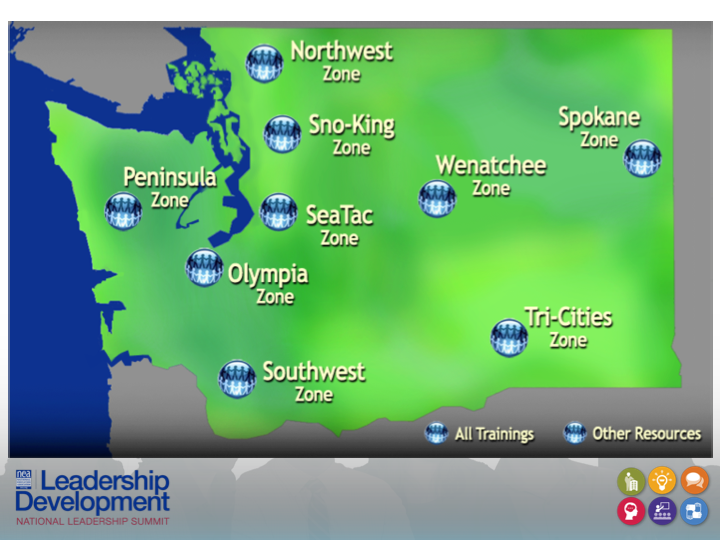 Northwest
Zone
Sno-King
Zone
Spokane
Zone
Wenatchee
Zone
Peninsula
Zone
SeaTac
Zone
Olympia
Zone
Tri-Cities
Zone
Southwest
Zone
All Trainings
Other Resources
nea
Leadership
Development
NATIONAL LEADERSHIP SUMMIT